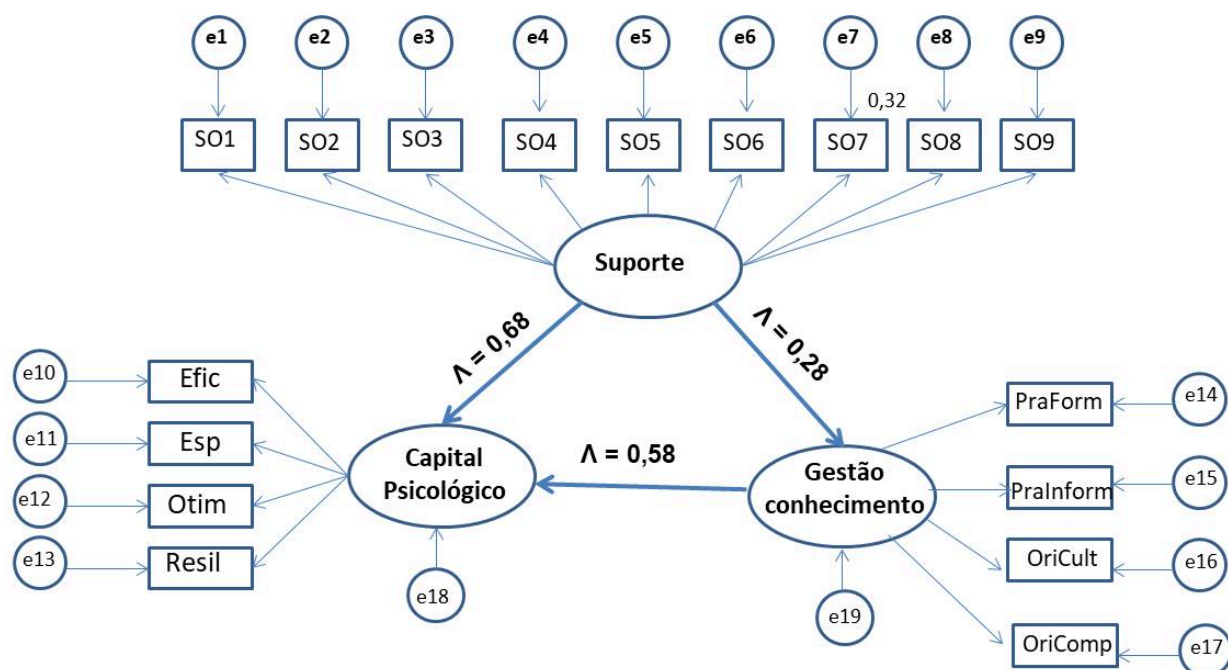 e1 e2 e3 e4 e5 e6 e7 e8 e9
0,32
SO1 SO2 SO3 SO4 SO5 SO6 SO7 SO8 SO9
Suporte
Λ = 0,68
Λ = 0,28
e10 Efic
e11 Esp
e12 Otim
e13 Resil
Capital
Psicológico
e18
Λ = 0,58
Gestão
conhecimento
e19
PraForm e14
PraInform e15
OriCult e16
OriComp e17